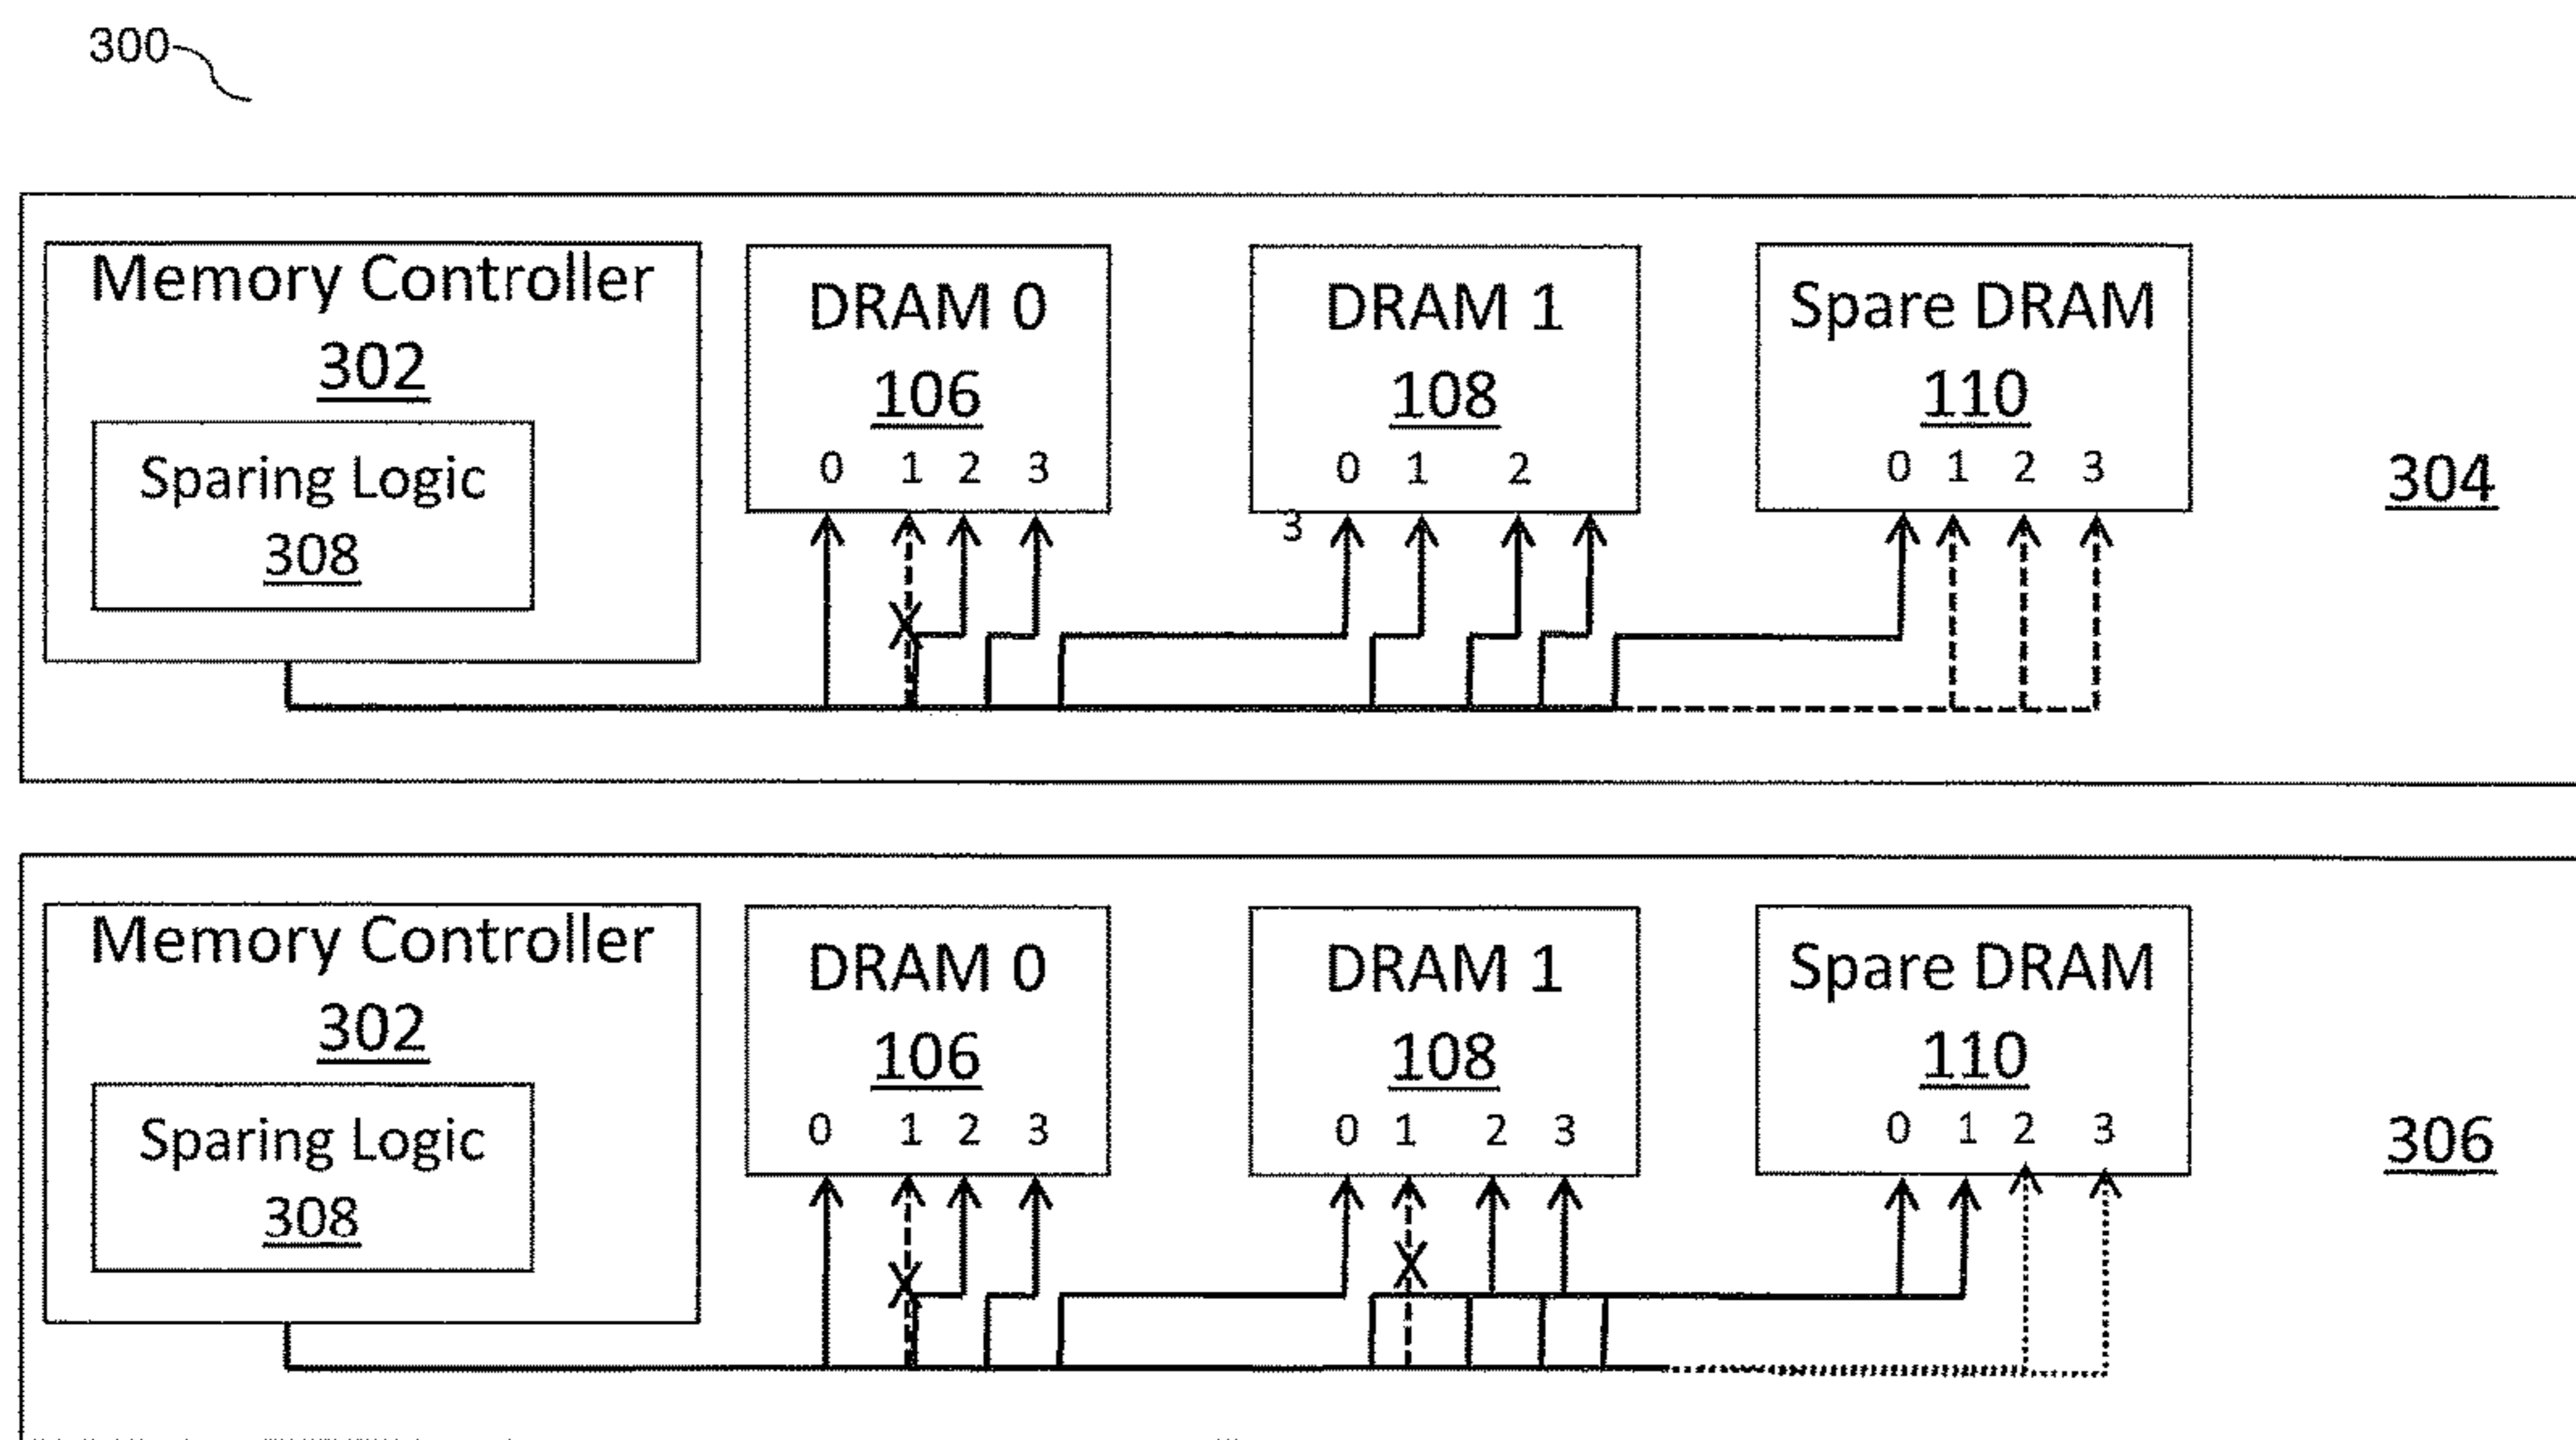 300
Memory Controller
302
Sparing Logic
308
DRAM 0
106
0 1 2 3
DRAM 1
108
0 1 2
3
Spare DRAM
110
0 1 2 3
304
Memory Controller
302
Sparing Logic
308
DRAM 0
106
0 1 2 3
DRAM 1
108
0 1 2 3
Spare DRAM
110
0 1 2 3
306